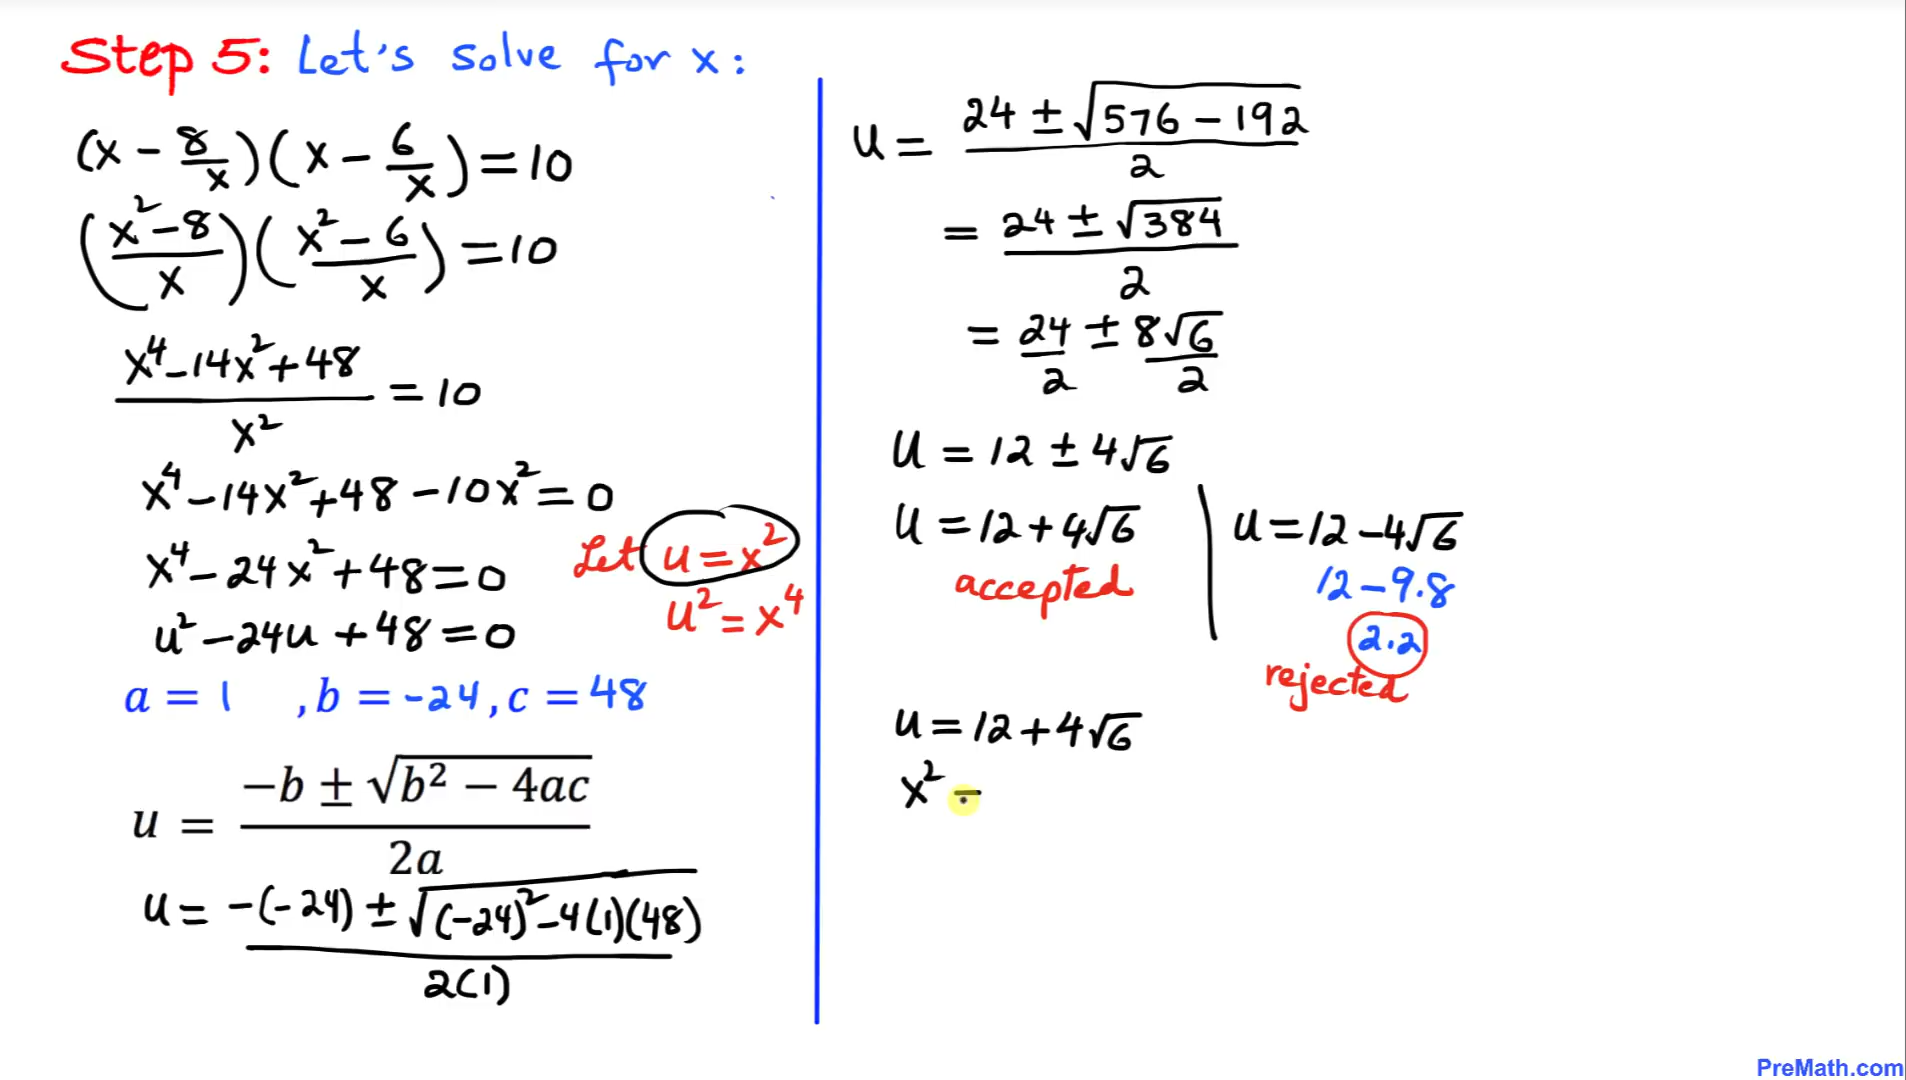 Step 5: Let's solve for x:
(x - 8/x)(x - 6/x) = 10
((x² - 8)/x)((x² - 6)/x) = 10
(x⁴ - 14x² + 48)/x² = 10
x⁴ - 14x² + 48 - 10x² = 0
x⁴ - 24x² + 48 = 0
Let u = x²
u² = x⁴
u² - 24u + 48 = 0
a = 1 , b = -24, c = 48
u = (-b ± √(b² - 4ac))/2a
u = (-(-24) ± √((-24)² - 4(1)(48)))/2(1)
u = (24 ± √(576 - 192))/2
= (24 ± √384)/2
= 24/2 ± 8√6/2
u = 12 ± 4√6
u = 12 + 4√6
accepted
u = 12 - 4√6
12 - 9.8
2.2
rejected
u = 12 + 4√6
x² =
PreMath.com